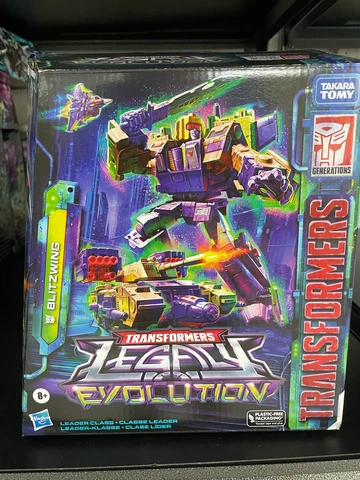 TAKARA
TOMY
GENERATIONS
TRANSFORMERS
BLITZWING
TRANSFORMERS
LEGACY
EVOLUTION
8+
Hasbro
LEADER CLASS • CLASSE LEADER
LEADER-KLASSE • CLASE LÍDER
PLASTIC-FREE
PACKAGING*